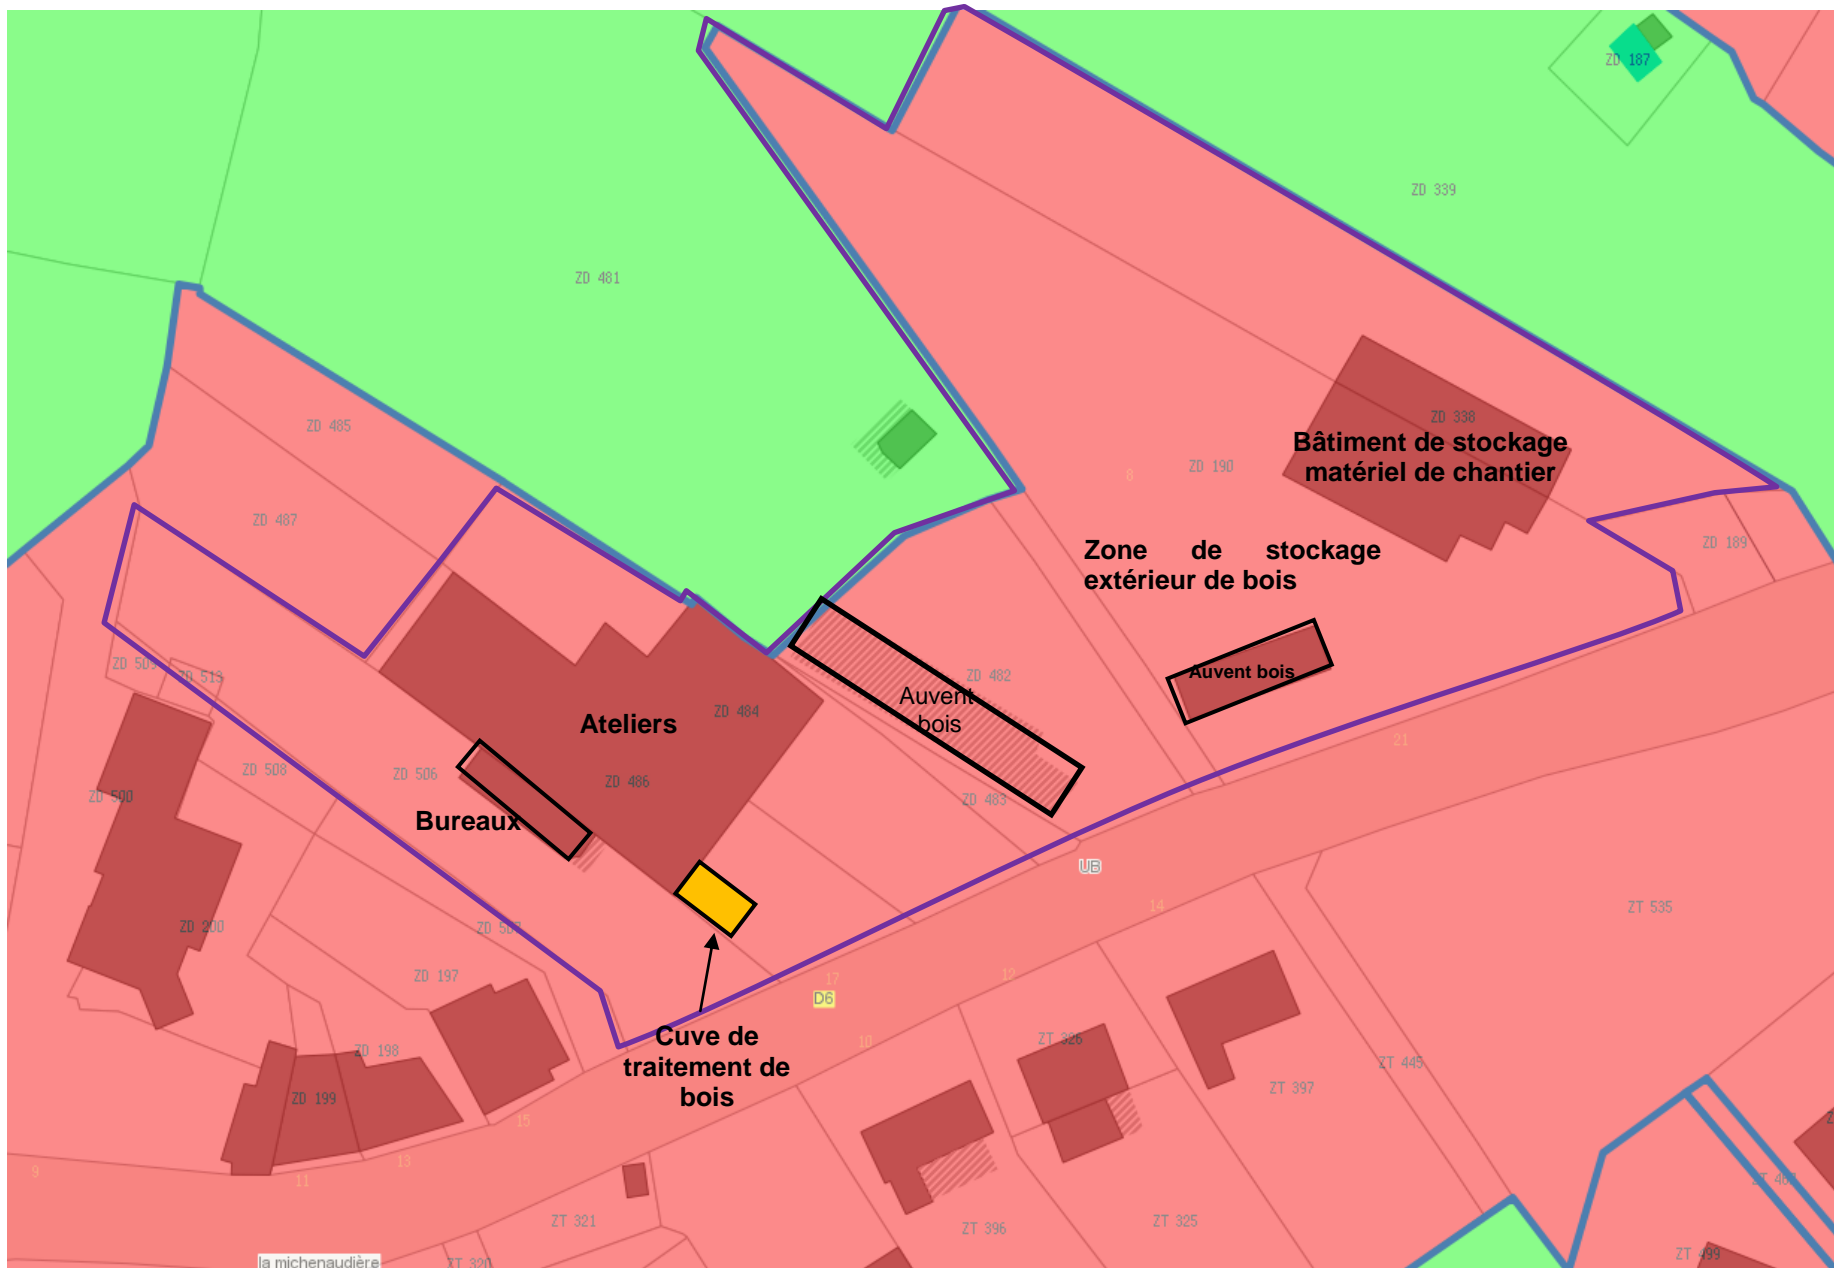 ZD 187
ZD 339
ZD 481
ZD 485
ZD 338
Bâtiment de stockage
matériel de chantier
ZD 190
8
ZD 487
Zone de stockage
extérieur de bois
ZD 189
ZD 513
ZD 482
Auvent bois
Auvent
bois
Ateliers
ZD 484
21
ZD 508
ZD 506
ZD 486
ZD 500
ZD 483
Bureaux
UB
14
ZT 535
ZD 200
ZD 197
12
17
D6
Cuve de
traitement de
bois
10
ZT 326
ZD 198
ZT 445
ZT 397
ZD 199
15
13
9
11
ZT 321
ZT 396
ZT 325
ZT 499
la michenaudière
ZT 320